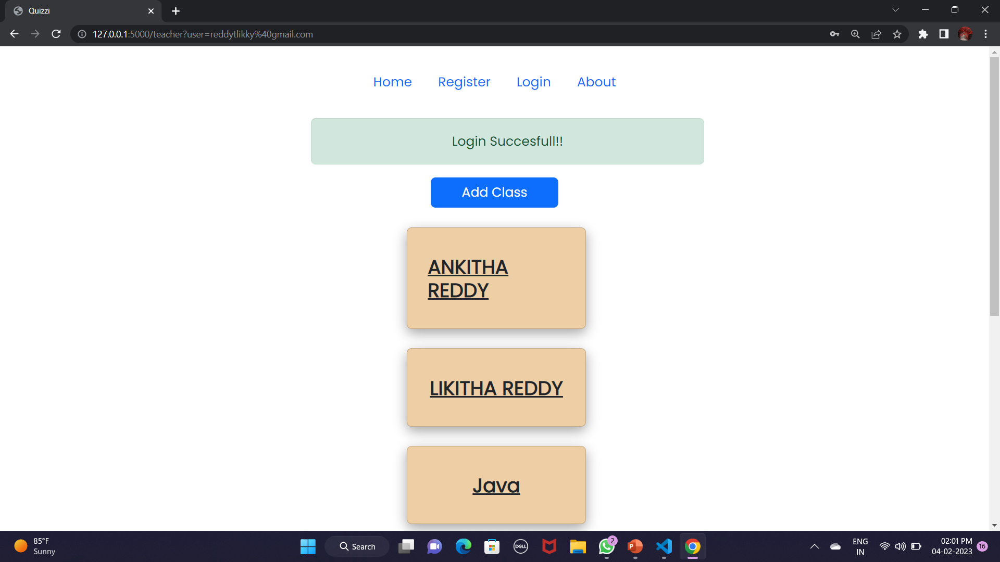 Quizzi
127.0.0.1:5000/teacher?user=reddytlikky%40gmail.com
Home Register Login About
Login Succesfull!!
Add Class
ANKITHA
REDDY
LIKITHA REDDY
Java
85°F
Sunny
Search
DELL
2
P
ENG
IN
02:01 PM
04-02-2023
16